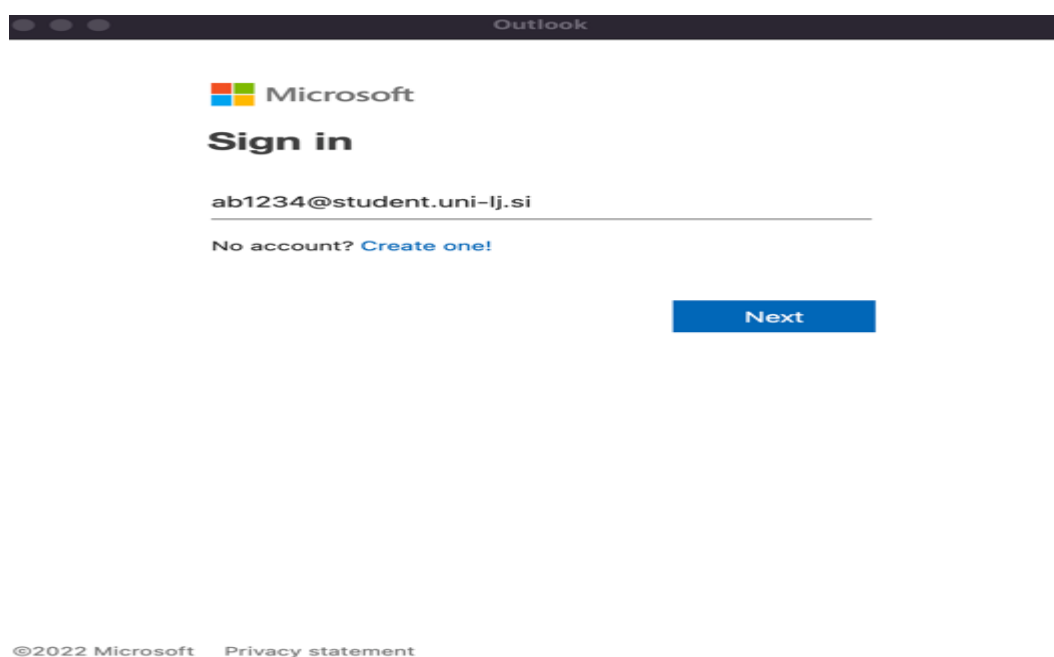 Outlook
Microsoft
Sign in
ab1234@student.uni-lj.si
No account? Create one!
Next
©2022 Microsoft Privacy statement